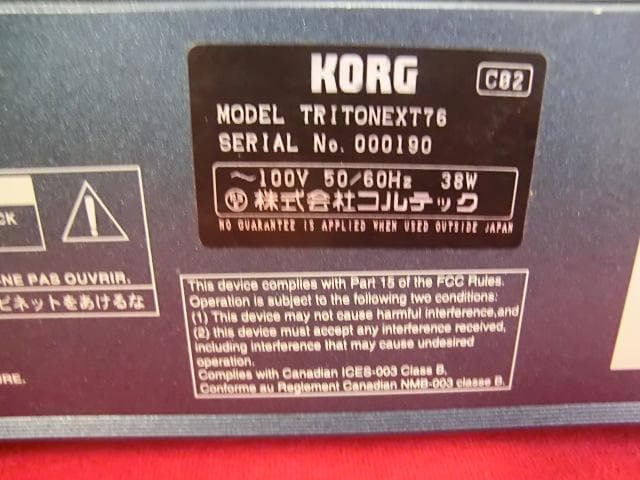 KORG
C02
MODEL TRITONEXT76
SERIAL No. 000190
~100V 50/60Hz 38W
株式会社コルテック
NO GUARANTEE IS APPLIED WHEN USED OUTSIDE JAPAN
CK
NE PAS OUVRIR.
ビネットをあけるな
URE.
This device complies with Part 15 of the FCC Rules.
Operation is subject to the following two conditions:
(1) This device may not cause harmful interference,and
(2) this device must accept any interference received,
including interference that may cause undesired
operation.
Complies with Canadian ICES-003 Class B.
Conforme au Reglement Canadien NMB-003 classe B.